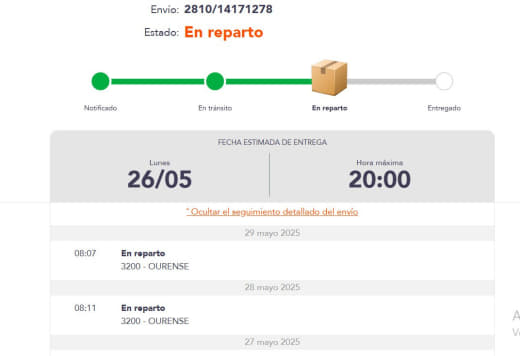 Envío: 2810/14171278
Estado: En reparto
Notificado En tránsito En reparto Entregado
FECHA ESTIMADA DE ENTREGA
Lunes Hora máxima
26/05 20:00
ˆ Ocultar el seguimiento detallado del envío
29 mayo 2025
08:07 En reparto
3200 - OURENSE
28 mayo 2025
08:11 En reparto
3200 - OURENSE
27 mayo 2025